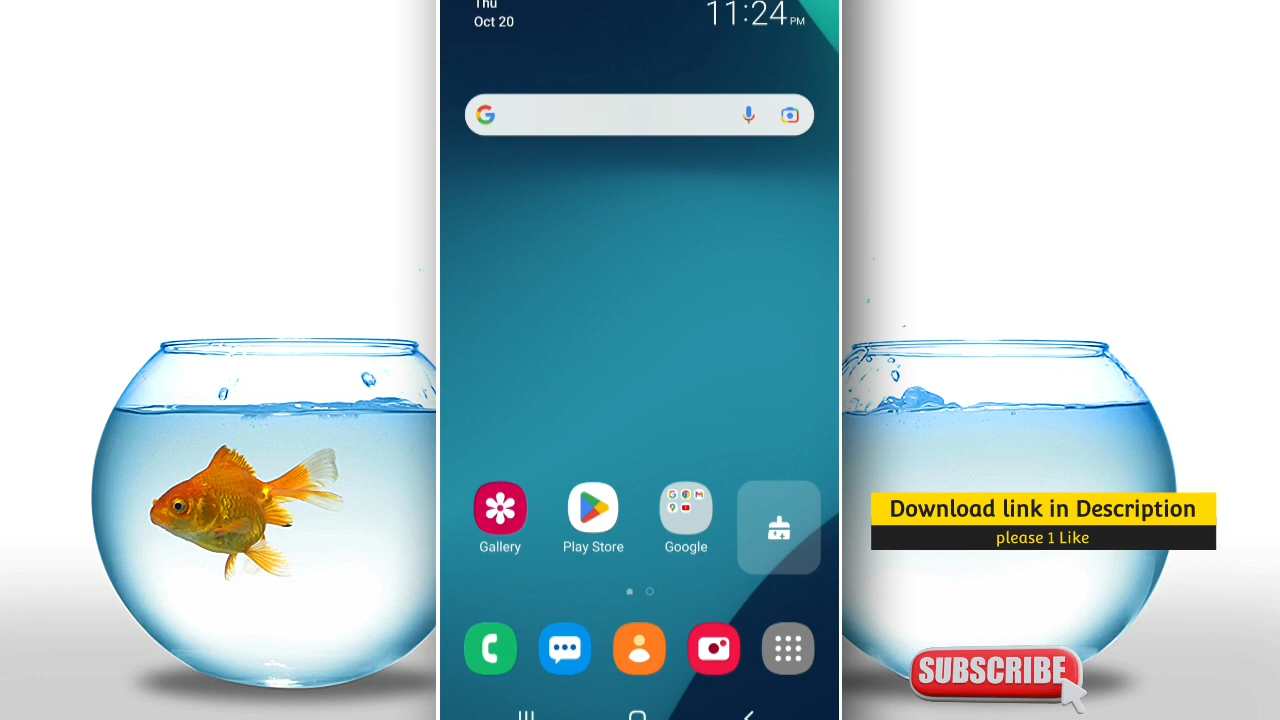 Thu
Oct 20
11:24 PM
Gallery
Play Store
Google
Download link in Description
please 1 Like
SUBSCRIBE